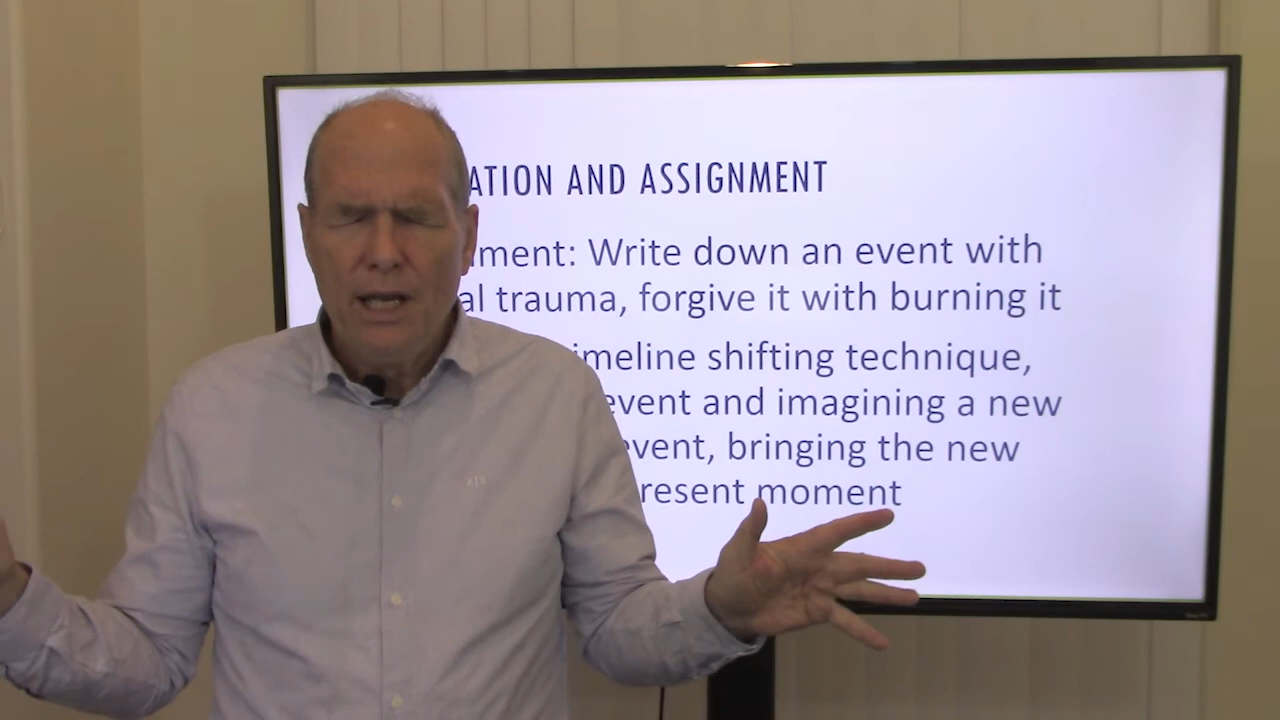 ATION AND ASSIGNMENT
nment: Write down an event with
al trauma, forgive it with burning it
imeline shifting technique,
event and imagining a new
event, bringing the new
resent moment
A|X